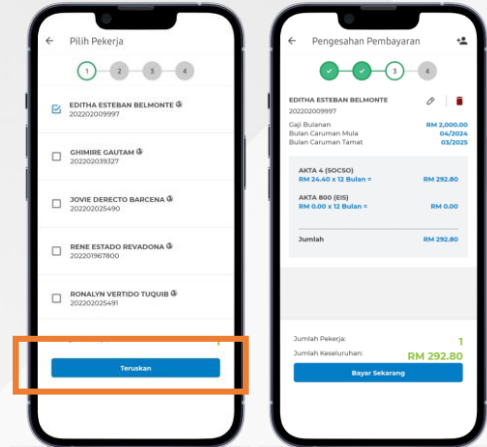 ← Pilih Pekerja
1 2 3 4
EDITHA ESTEBAN BELMONTE
202202009997
GHIMIRE GAUTAM
202202039327
JOVIE DERECTO BARCENA
202202025490
RENE ESTADO REVADONA
202201967800
RONALYN VERTIDO TUQUIB
202202025491
Teruskan
← Pengesahan Pembayaran
3 4
EDITHA ESTEBAN BELMONTE
202202009997
Gaji Bulanan RM 2,000.00
Bulan Caruman Mula 04/2024
Bulan Caruman Tamat 03/2025
AKTA 4 (SOCSO)
RM 24.40 x 12 Bulan = RM 292.80
AKTA 800 (EIS)
RM 0.00 x 12 Bulan = RM 0.00
Jumlah RM 292.80
Jumlah Pekerja: 1
Jumlah Keseluruhan: RM 292.80
Bayar Sekarang